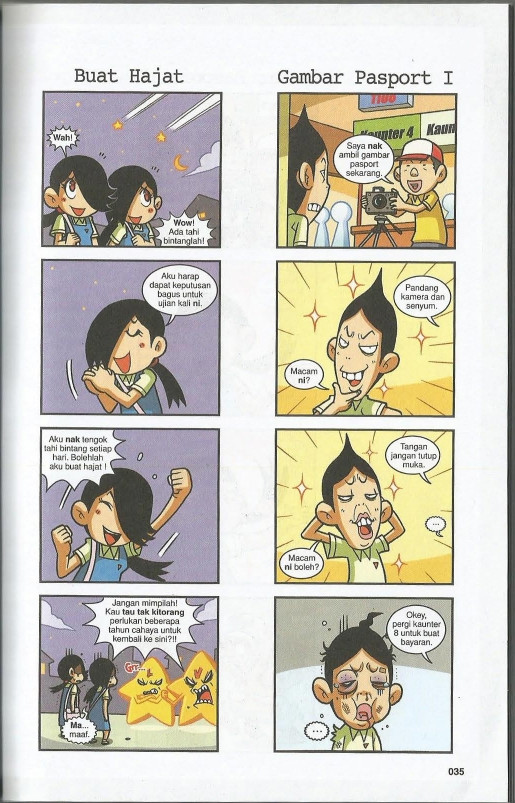 Buat Hajat
Wah!
Wow!
Ada tahi
bintanglah!
Aku harap
dapat keputusan
bagus untuk
ujian kali ni.
Aku nak tengok
tahi bintang setiap
hari. Bolehlah
aku buat hajat !
Jangan mimpilah!
Kau tau tak kitorang
perlukan beberapa
tahun cahaya untuk
kembali ke sini?!!
Grr...
Ma...
maaf.
Gambar Pasport I
Kaunter 4
Kaun
Saya nak
ambil gambar
pasport
sekarang.
Pandang
kamera dan
senyum.
Macam
ni?
Tangan
jangan tutup
muka.
...
Macam
ni boleh?
Okey,
pergi kaunter
8 untuk buat
bayaran.
...
035